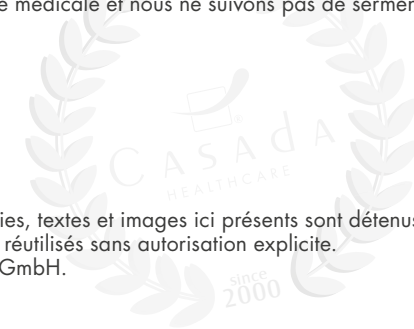 e médicale et nous ne suivons pas de serment
CASADA
HEALTHCARE
ies, textes et images ici présents sont détenus
réutilisés sans autorisation explicite.
GmbH.
since
2000